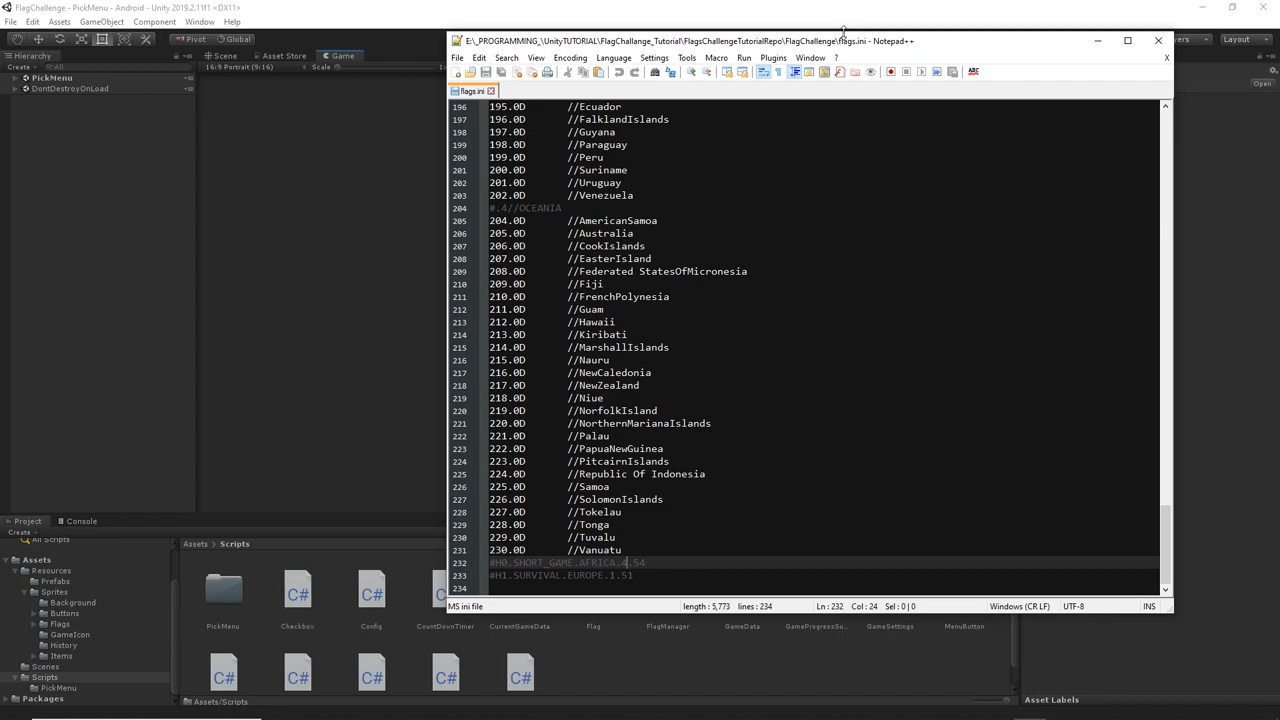 FlagChallenge - PickMenu - Android - Unity 2019.2.11f1 <DX11>
File Edit Assets GameObject Component Window Help
Pivot Global
Layout
Hierarchy
Scene
Asset Store
Game
Create
All
16:9 Portrait (9:16)
Scale
PickMenu
DontDestroyOnLoad
Open
E:\_PROGRAMMING_\UnityTUTORIAL\FlagChallange_Tutorial\FlagsChallengeTutorialRepo\FlagChallenge\flags.ini - Notepad++
File Edit Search View Encoding Language Settings Tools Macro Run Plugins Window ? X
flags.ini
196 195.0D //Ecuador
197 196.0D //FalklandIslands
198 197.0D //Guyana
199 198.0D //Paraguay
200 199.0D //Peru
201 200.0D //Suriname
202 201.0D //Uruguay
203 202.0D //Venezuela
204 #.4//OCEANIA
205 204.0D //AmericanSamoa
206 205.0D //Australia
207 206.0D //CookIslands
208 207.0D //EasterIsland
209 208.0D //Federated StatesOfMicronesia
210 209.0D //Fiji
211 210.0D //FrenchPolynesia
212 211.0D //Guam
213 212.0D //Hawaii
214 213.0D //Kiribati
215 214.0D //MarshallIslands
216 215.0D //Nauru
217 216.0D //NewCaledonia
218 217.0D //NewZealand
219 218.0D //Niue
220 219.0D //NorfolkIsland
221 220.0D //NorthernMarianaIslands
222 221.0D //Palau
223 222.0D //PapuaNewGuinea
224 223.0D //PitcairnIslands
225 224.0D //Republic Of Indonesia
226 225.0D //Samoa
227 226.0D //SolomonIslands
228 227.0D //Tokelau
229 228.0D //Tonga
230 229.0D //Tuvalu
231 230.0D //Vanuatu
232 #H0.SHORT_GAME.AFRICA.4.54
233 #H1.SURVIVAL.EUROPE.1.51
234
MS ini file length : 5,773 lines : 234 Ln : 232 Col : 24 Sel : 0 | 0 Windows (CR LF) UTF-8 INS
Project Console
Create
All Scripts
Assets
Resources
Prefabs
Sprites
Background
Buttons
Flags
GameIcon
History
Items
Scenes
Scripts
PickMenu
Packages
Assets > Scripts
PickMenu Checkbox Config CountDownTimer CurrentGameData Flag FlagManager GameData GameProgressSu... GameSettings MenuButton
C# C# C# C# C#
Assets/Scripts
Asset Labels